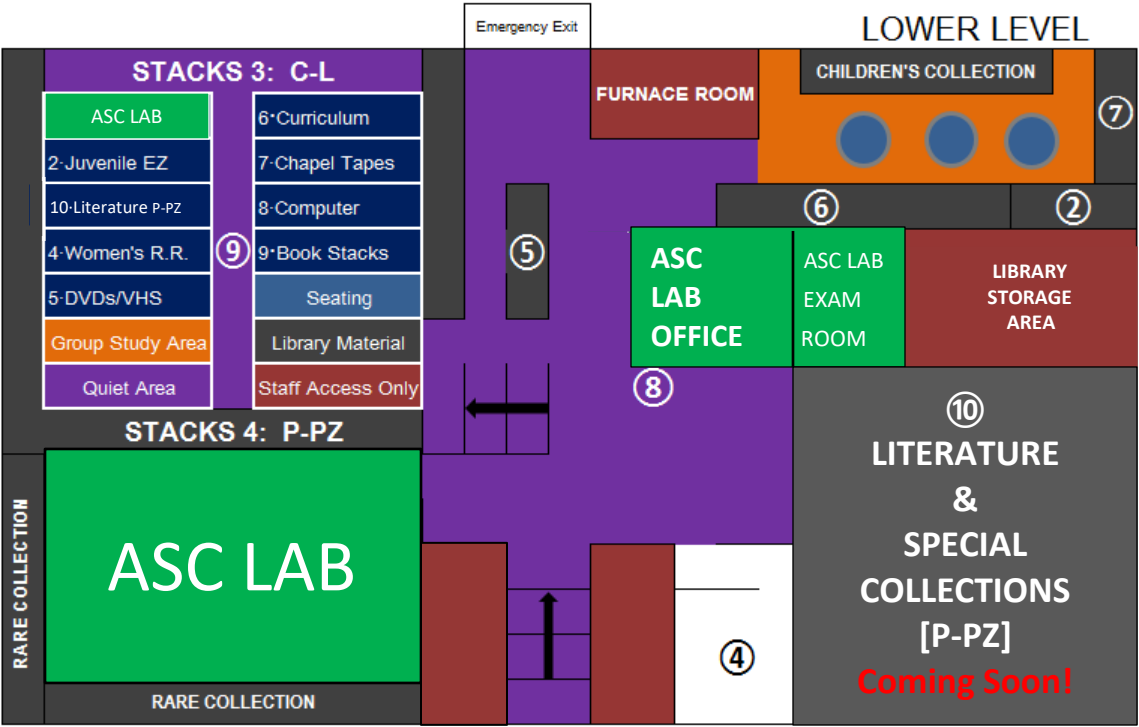 Emergency Exit
LOWER LEVEL
STACKS 3: C-L
ASC LAB
6·Curriculum
2·Juvenile EZ
7·Chapel Tapes
10·Literature P-PZ
8·Computer
4·Women's R.R.
9·Book Stacks
5·DVDs/VHS
Seating
Group Study Area
Library Material
Quiet Area
Staff Access Only
⑨
STACKS 4: P-PZ
FURNACE ROOM
CHILDREN'S COLLECTION
⑦
⑥
②
⑤
ASC
LAB
OFFICE
ASC LAB
EXAM
ROOM
LIBRARY
STORAGE
AREA
⑧
⑩
LITERATURE
&
SPECIAL
COLLECTIONS
[P-PZ]
Coming Soon!
RARE COLLECTION
ASC LAB
RARE COLLECTION
④